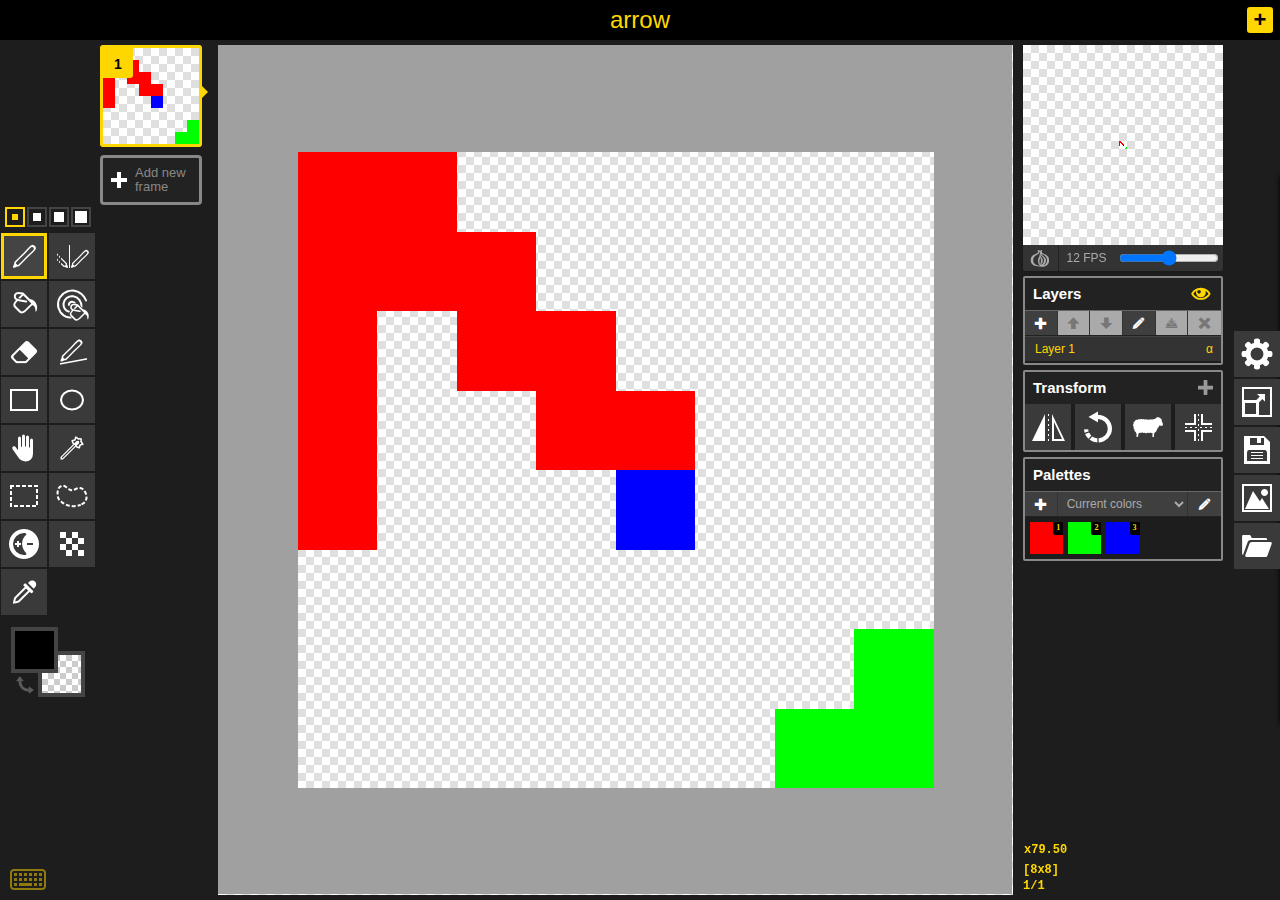 arrow
+
1
Add new
frame
12 FPS
Layers
Layer 1 α
Transform
Palettes
Current colors
1 2 3
x79.50
[8x8]
1/1